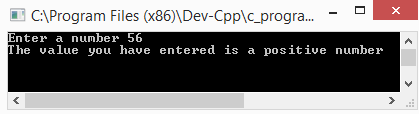 C:\Program Files (x86)\Dev-Cpp\c_progra...
Enter a number 56
The value you have entered is a positive number